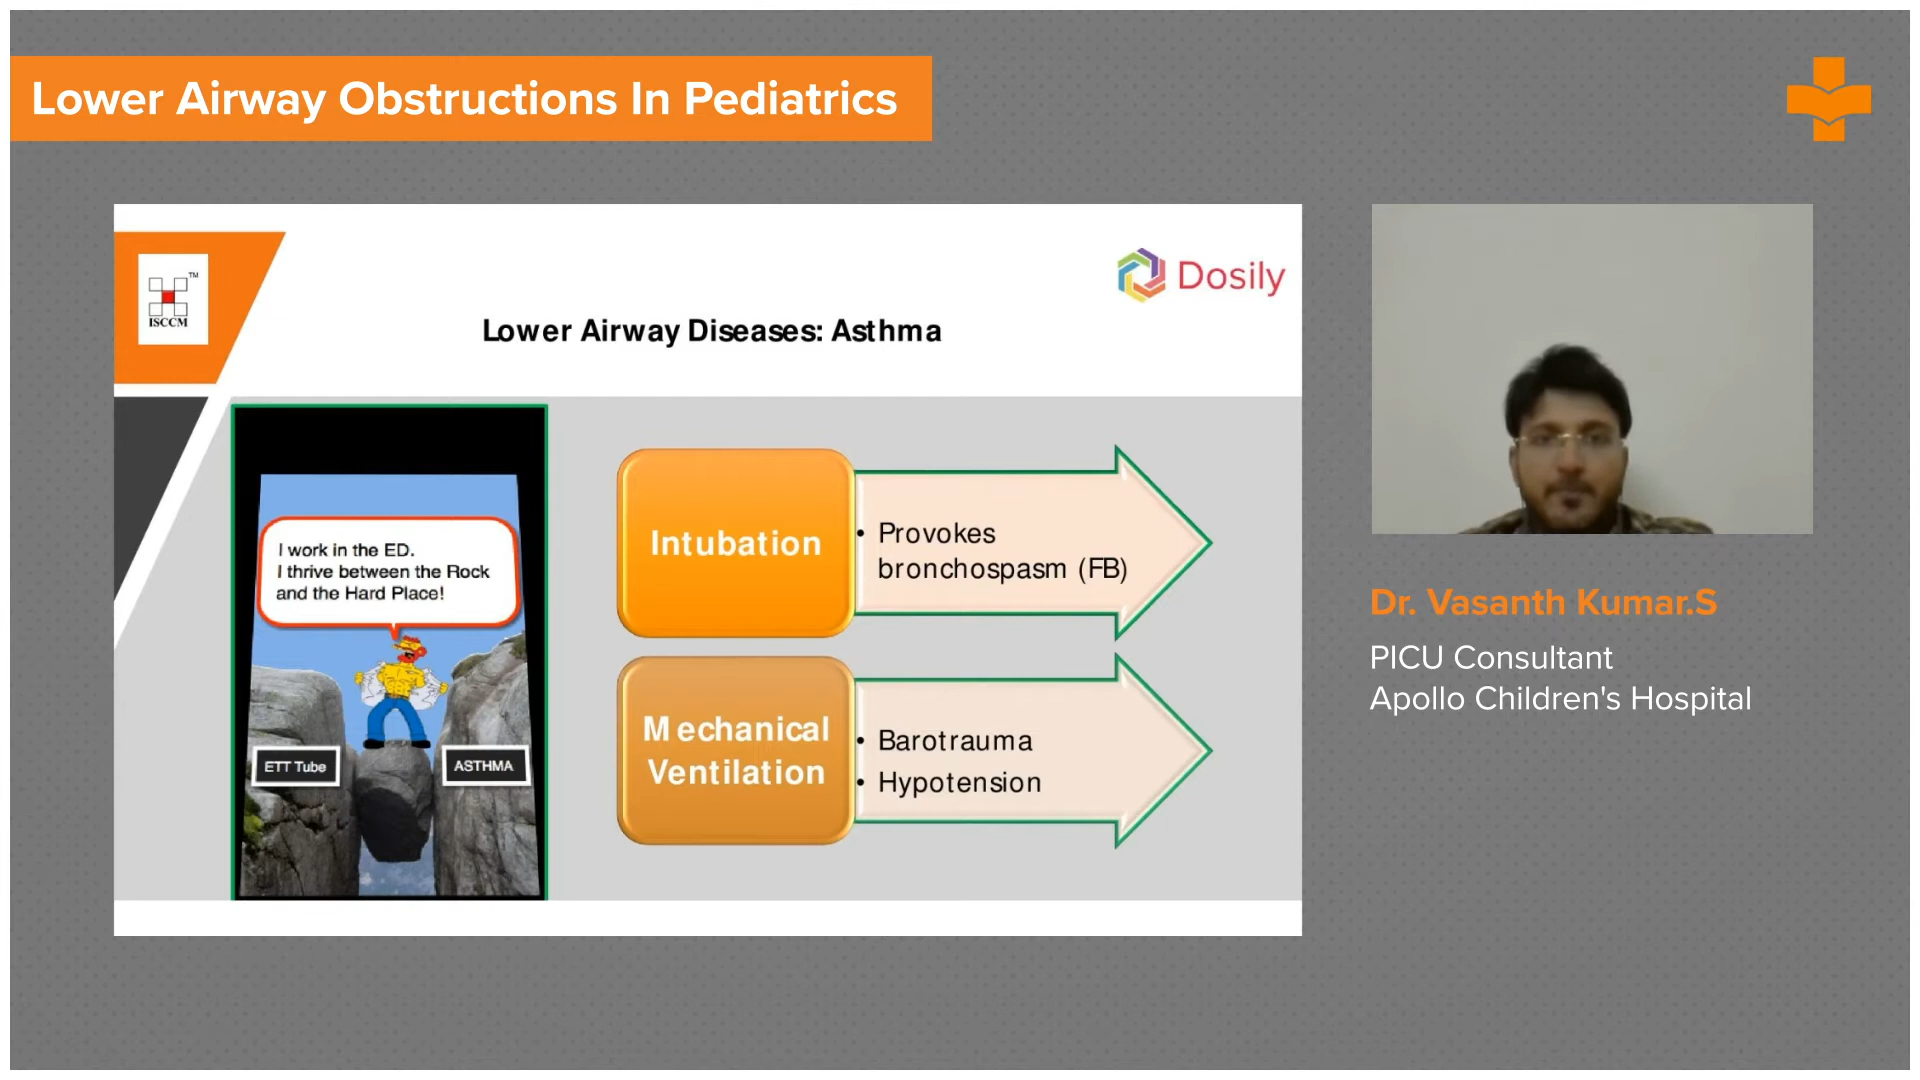 Lower Airway Obstructions In Pediatrics
TM
ISCCM
Dosily
Lower Airway Diseases: Asthma
I work in the ED.
I thrive between the Rock
and the Hard Place!
ETT Tube
ASTHMA
Intubation
• Provokes
bronchospasm (FB)
Mechanical
Ventilation
• Barotrauma
• Hypotension
Dr. Vasanth Kumar.S
PICU Consultant
Apollo Children's Hospital